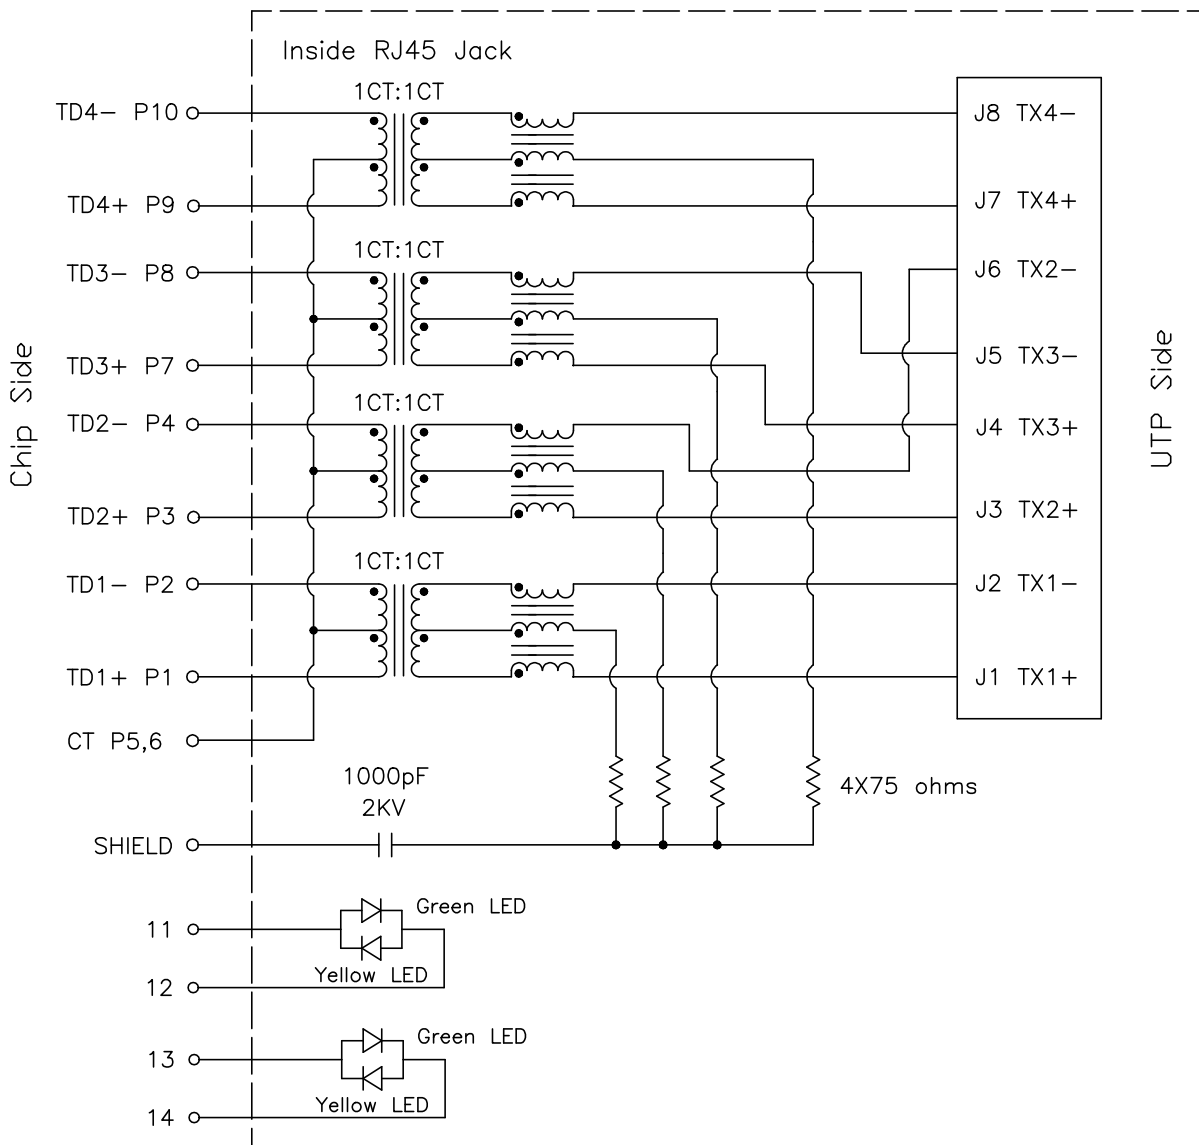 Inside RJ45 Jack
1CT:1CT
TD4- P10
J8 TX4-
TD4+ P9
J7 TX4+
1CT:1CT
TD3- P8
J6 TX2-
Chip Side
UTP Side
TD3+ P7
J5 TX3-
1CT:1CT
TD2- P4
J4 TX3+
TD2+ P3
J3 TX2+
1CT:1CT
TD1- P2
J2 TX1-
TD1+ P1
J1 TX1+
CT P5,6
1000pF
2KV
4X75 ohms
SHIELD
Green LED
11
Yellow LED
12
Green LED
13
Yellow LED
14